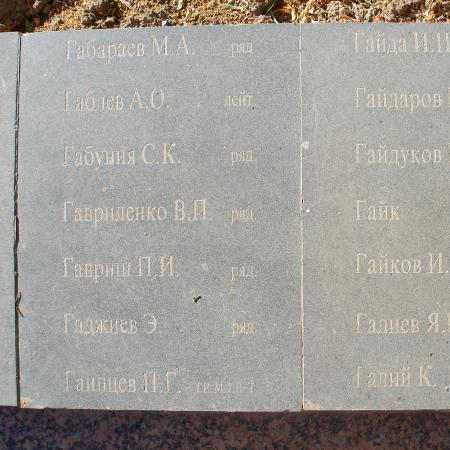 Габараев М.А. ряд
Габлев А.О. лейт.
Габуния С.К. ряд.
Гавриленко В.П. ряд.
Гавриш П.И. ряд.
Гаджиев Э ряд
П.Г.
Гайда И.И
Гайдаров
Гайдуков
Гайк
Гайков И.
Галиев Я.
Галий К.